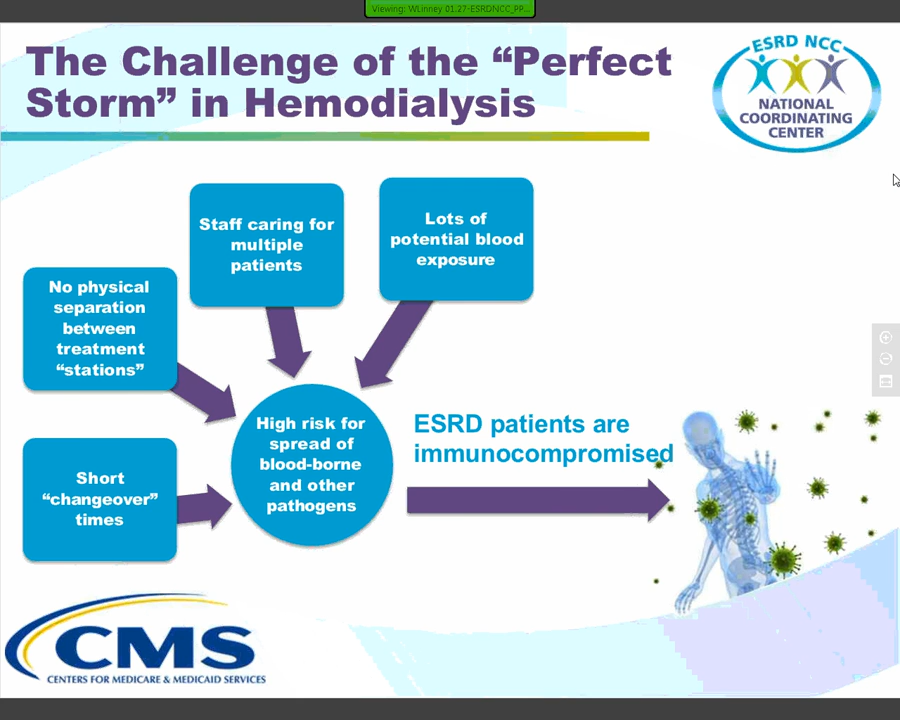 Viewing: WLinney 01.27-ESRDNCC_PP...
The Challenge of the “Perfect
Storm” in Hemodialysis
ESRD NCC
NATIONAL
COORDINATING
CENTER
Staff caring for
multiple
patients
Lots of
potential blood
exposure
No physical
separation
between
treatment
“stations”
High risk for
spread of
blood-borne
and other
pathogens
ESRD patients are
immunocompromised
Short
“changeover”
times
CMS
CENTERS FOR MEDICARE & MEDICAID SERVICES